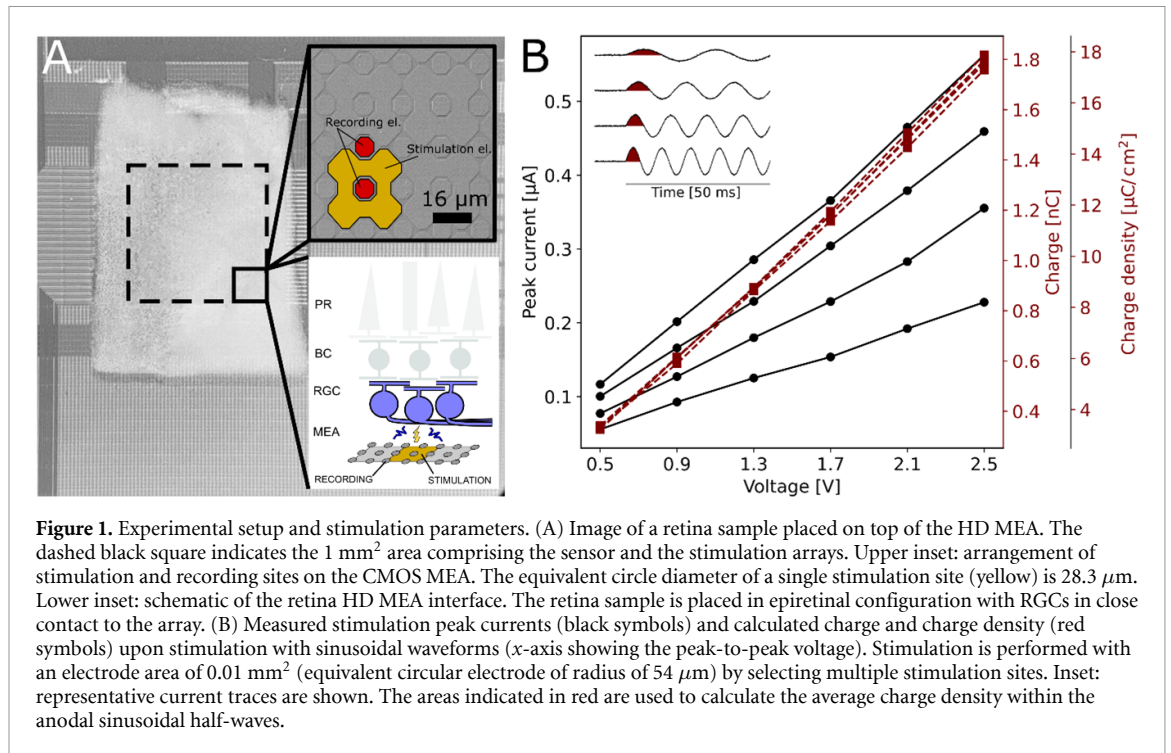 A
Recording el.
Stimulation el.
16 μm
PR
BC
RGC
MEA
RECORDING
STIMULATION
B
Time [50 ms]
Peak current [μA]
0.5
0.4
0.3
0.2
0.1
0.5 0.9 1.3 1.7 2.1 2.5
Voltage [V]
1.8
1.6
1.4
1.2
1.0
0.8
0.6
0.4
Charge [nC]
18
16
14
12
10
8
6
4
Charge density [μC/cm²]
Figure 1. Experimental setup and stimulation parameters. (A) Image of a retina sample placed on top of the HD MEA. The
dashed black square indicates the 1 mm² area comprising the sensor and the stimulation arrays. Upper inset: arrangement of
stimulation and recording sites on the CMOS MEA. The equivalent circle diameter of a single stimulation site (yellow) is 28.3 μm.
Lower inset: schematic of the retina HD MEA interface. The retina sample is placed in epiretinal configuration with RGCs in close
contact to the array. (B) Measured stimulation peak currents (black symbols) and calculated charge and charge density (red
symbols) upon stimulation with sinusoidal waveforms (x-axis showing the peak-to-peak voltage). Stimulation is performed with
an electrode area of 0.01 mm² (equivalent circular electrode of radius of 54 μm) by selecting multiple stimulation sites. Inset:
representative current traces are shown. The areas indicated in red are used to calculate the average charge density within the
anodal sinusoidal half-waves.